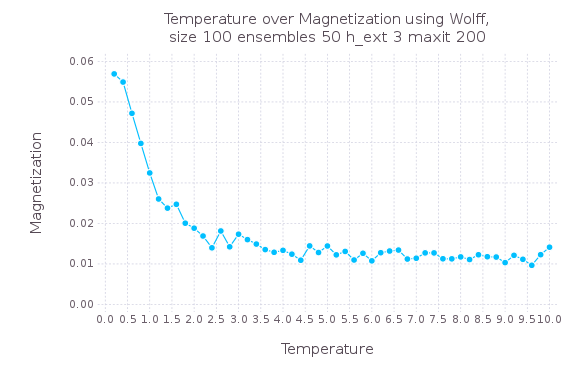 Temperature over Magnetization using Wolff,
size 100 ensembles 50 h_ext 3 maxit 200
0.06
0.05
0.04
0.03
0.02
0.01
0.00
Magnetization
0.0 0.5 1.0 1.5 2.0 2.5 3.0 3.5 4.0 4.5 5.0 5.5 6.0 6.5 7.0 7.5 8.0 8.5 9.0 9.5 10.0
Temperature